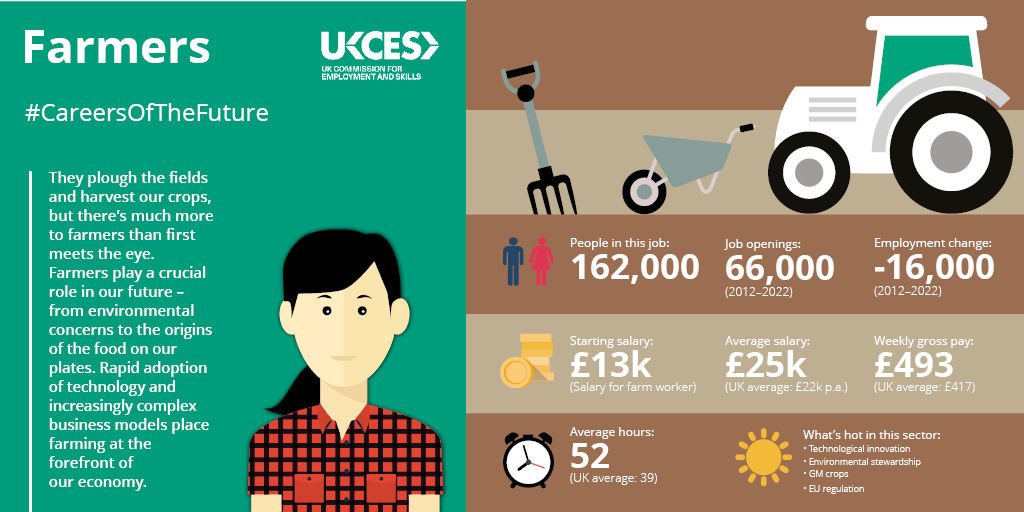 Farmers
UKCES
UK COMMISSION FOR
EMPLOYMENT AND SKILLS
#CareersOfTheFuture
They plough the fields
and harvest our crops,
but there's much more
to farmers than first
meets the eye.
Farmers play a crucial
role in our future –
from environmental
concerns to the origins
of the food on our
plates. Rapid adoption
of technology and
increasingly complex
business models place
farming at the
forefront of
our economy.
People in this job:
162,000
Job openings:
66,000
(2012–2022)
Employment change:
-16,000
(2012–2022)
Starting salary:
£13k
(Salary for farm worker)
Average salary:
£25k
(UK average: £22k p.a.)
Weekly gross pay:
£493
(UK average: £417)
Average hours:
52
(UK average: 39)
What's hot in this sector:
• Technological innovation
• Environmental stewardship
• GM crops
• EU regulation